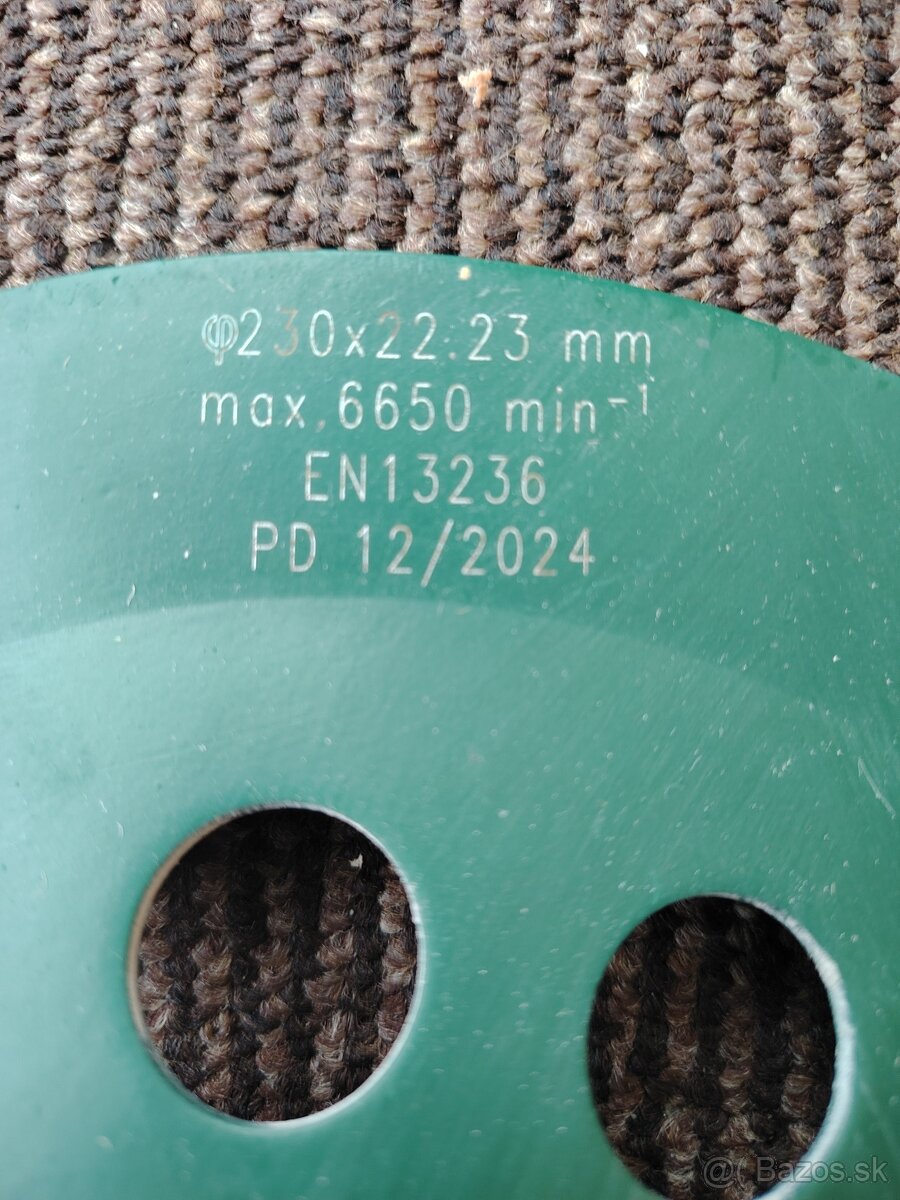 φ230x22.23 mm
max.6650 min⁻¹
EN13236
PD 12/2024
@ Bazos.sk